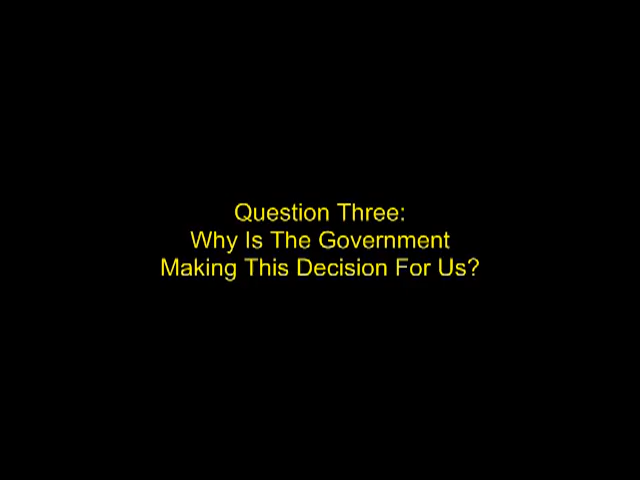 Question Three:
Why Is The Government
Making This Decision For Us?